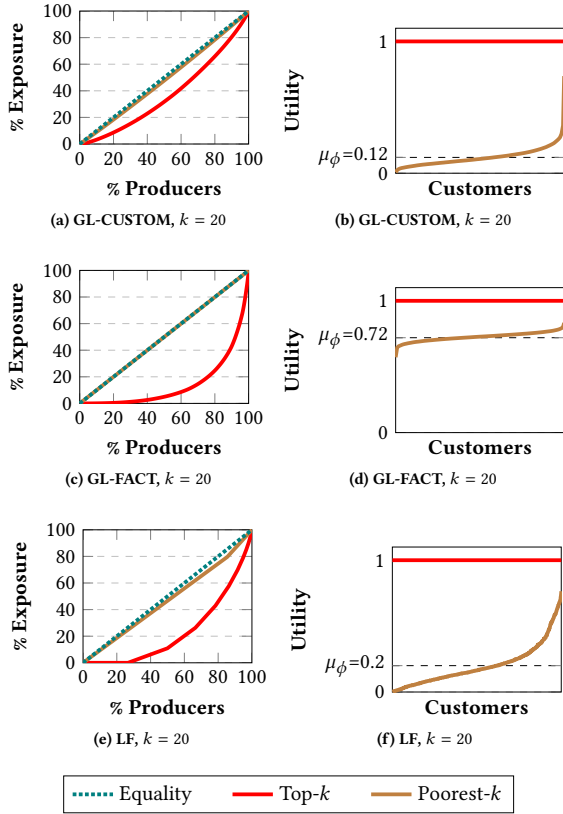 100
80
60
40
20
0
0 20 40 60 80 100
% Exposure
% Producers
(a) GL-CUSTOM, k = 20
1
μϕ=0.12
0
Utility
Customers
(b) GL-CUSTOM, k = 20
100
80
60
40
20
0
0 20 40 60 80 100
% Exposure
% Producers
(c) GL-FACT, k = 20
1
μϕ=0.72
0
Utility
Customers
(d) GL-FACT, k = 20
100
80
60
40
20
0
0 20 40 60 80 100
% Exposure
% Producers
(e) LF, k = 20
1
μϕ=0.2
0
Utility
Customers
(f) LF, k = 20
Equality Top-k Poorest-k